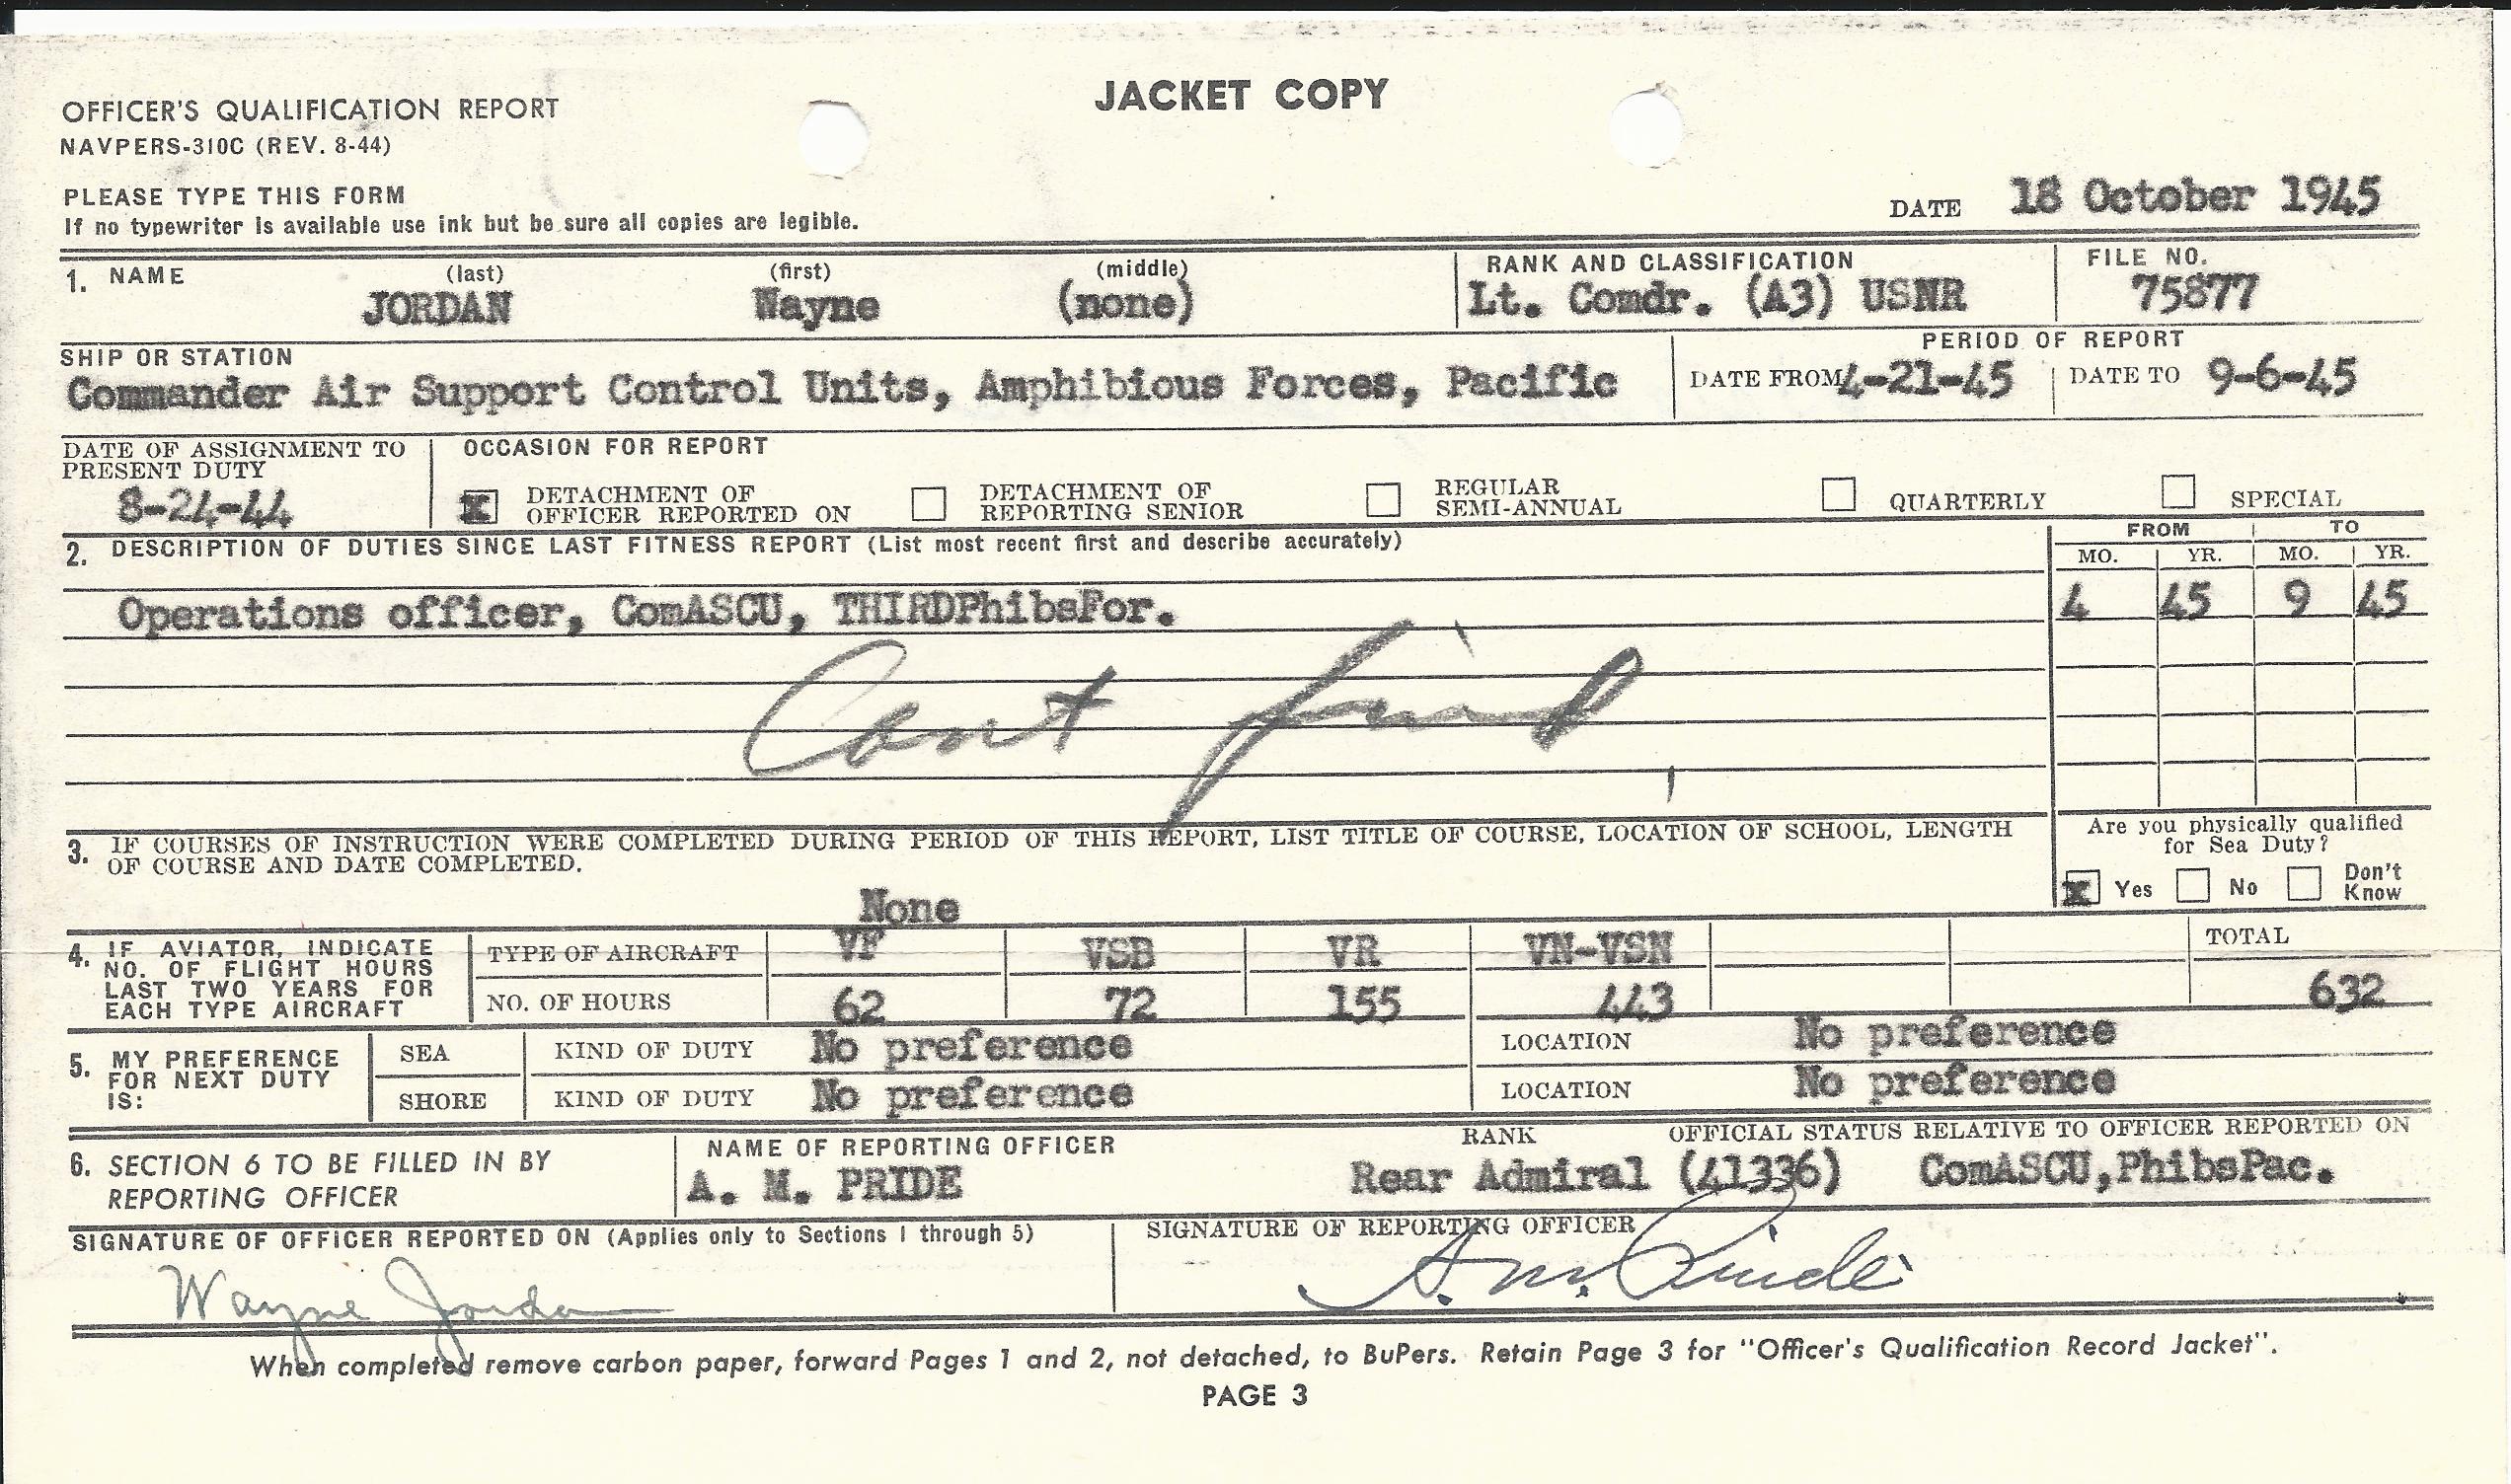 JACKET COPY
OFFICER'S QUALIFICATION REPORT
NAVPERS-310C (REV. 8-44)
PLEASE TYPE THIS FORM
If no typewriter is available use ink but be sure all copies are legible.
DATE 18 October 1945
1. NAME (last) (first) (middle) RANK AND CLASSIFICATION FILE NO.
JORDAN Wayne (none) Lt. Comdr. (A3) USNR 75877
SHIP OR STATION PERIOD OF REPORT
Commander Air Support Control Units, Amphibious Forces, Pacific DATE FROM 4-21-45 DATE TO 9-6-45
DATE OF ASSIGNMENT TO PRESENT DUTY OCCASION FOR REPORT
8-24-44 X DETACHMENT OF OFFICER REPORTED ON DETACHMENT OF REPORTING SENIOR REGULAR SEMI-ANNUAL QUARTERLY SPECIAL
2. DESCRIPTION OF DUTIES SINCE LAST FITNESS REPORT (List most recent first and describe accurately) FROM TO
MO. YR. MO. YR.
Operations officer, ComASCU, THIRDPhibsFor. 4 45 9 45
Cant find
3. IF COURSES OF INSTRUCTION WERE COMPLETED DURING PERIOD OF THIS REPORT, LIST TITLE OF COURSE, LOCATION OF SCHOOL, LENGTH
OF COURSE AND DATE COMPLETED.
None
Are you physically qualified
for Sea Duty?
X Yes No Don't Know
4. IF AVIATOR, INDICATE
NO. OF FLIGHT HOURS
LAST TWO YEARS FOR
EACH TYPE AIRCRAFT
TYPE OF AIRCRAFT VF VSB VR VN-VSN TOTAL
NO. OF HOURS 62 72 155 443 632
5. MY PREFERENCE
FOR NEXT DUTY
IS:
SEA KIND OF DUTY No preference LOCATION No preference
SHORE KIND OF DUTY No preference LOCATION No preference
6. SECTION 6 TO BE FILLED IN BY
REPORTING OFFICER
NAME OF REPORTING OFFICER RANK OFFICIAL STATUS RELATIVE TO OFFICER REPORTED ON
A. M. PRIDE Rear Admiral (41336) ComASCU,PhibsPac.
SIGNATURE OF OFFICER REPORTED ON (Applies only to Sections 1 through 5) SIGNATURE OF REPORTING OFFICER
Wayne Jordan A. M. Pride
When completed remove carbon paper, forward Pages 1 and 2, not detached, to BuPers. Retain Page 3 for "Officer's Qualification Record Jacket".
PAGE 3